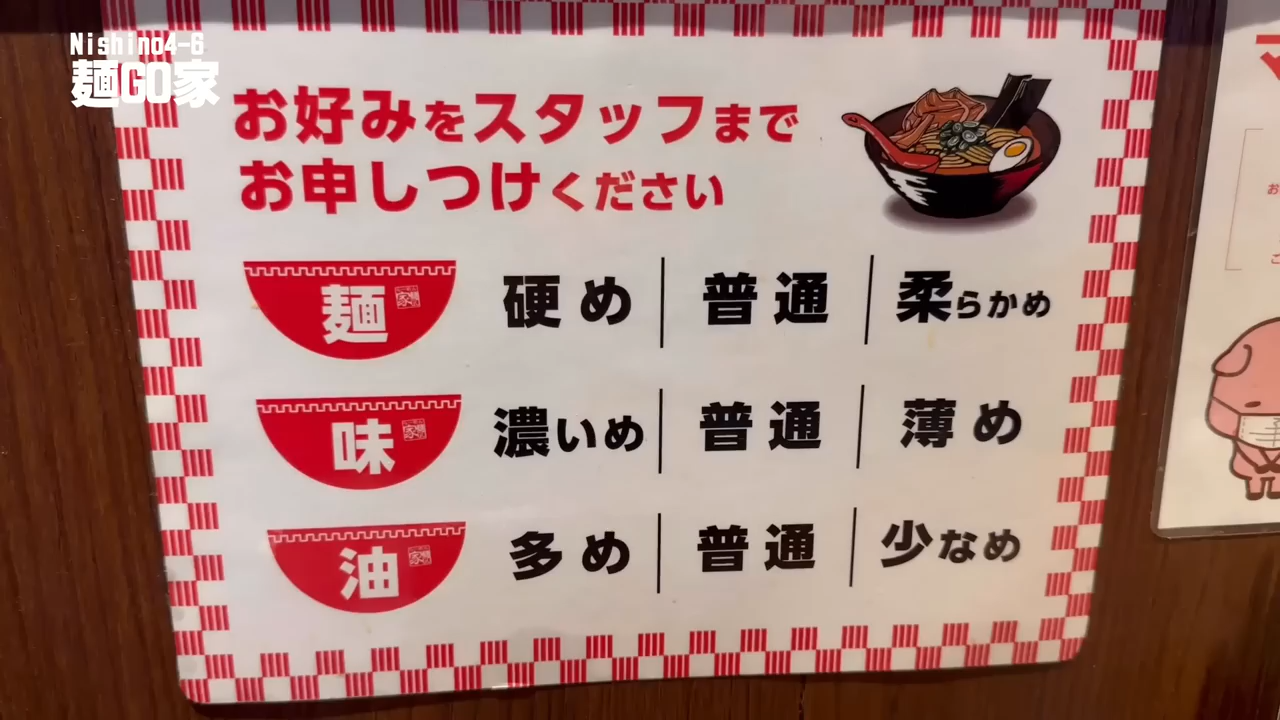 Nishino4-6
麺GO家
お好みをスタッフまで
お申しつけください
麺 硬め 普通 柔らかめ
味 濃いめ 普通 薄め
油 多め 普通 少なめ